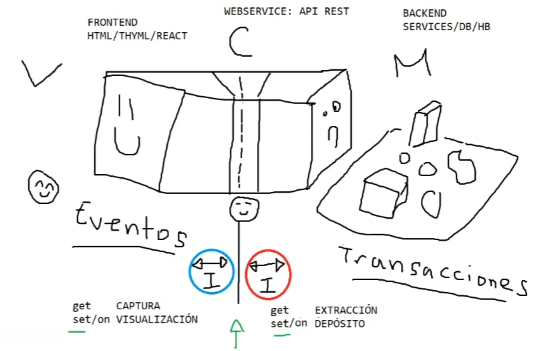 FRONTEND
HTML/THYML/REACT
WEBSERVICE: API REST
BACKEND
SERVICES/DB/HB
V
C
M
Eventos
Transacciones
I
I
get CAPTURA
set/on VISUALIZACIÓN
get EXTRACCIÓN
set/on DEPÓSITO